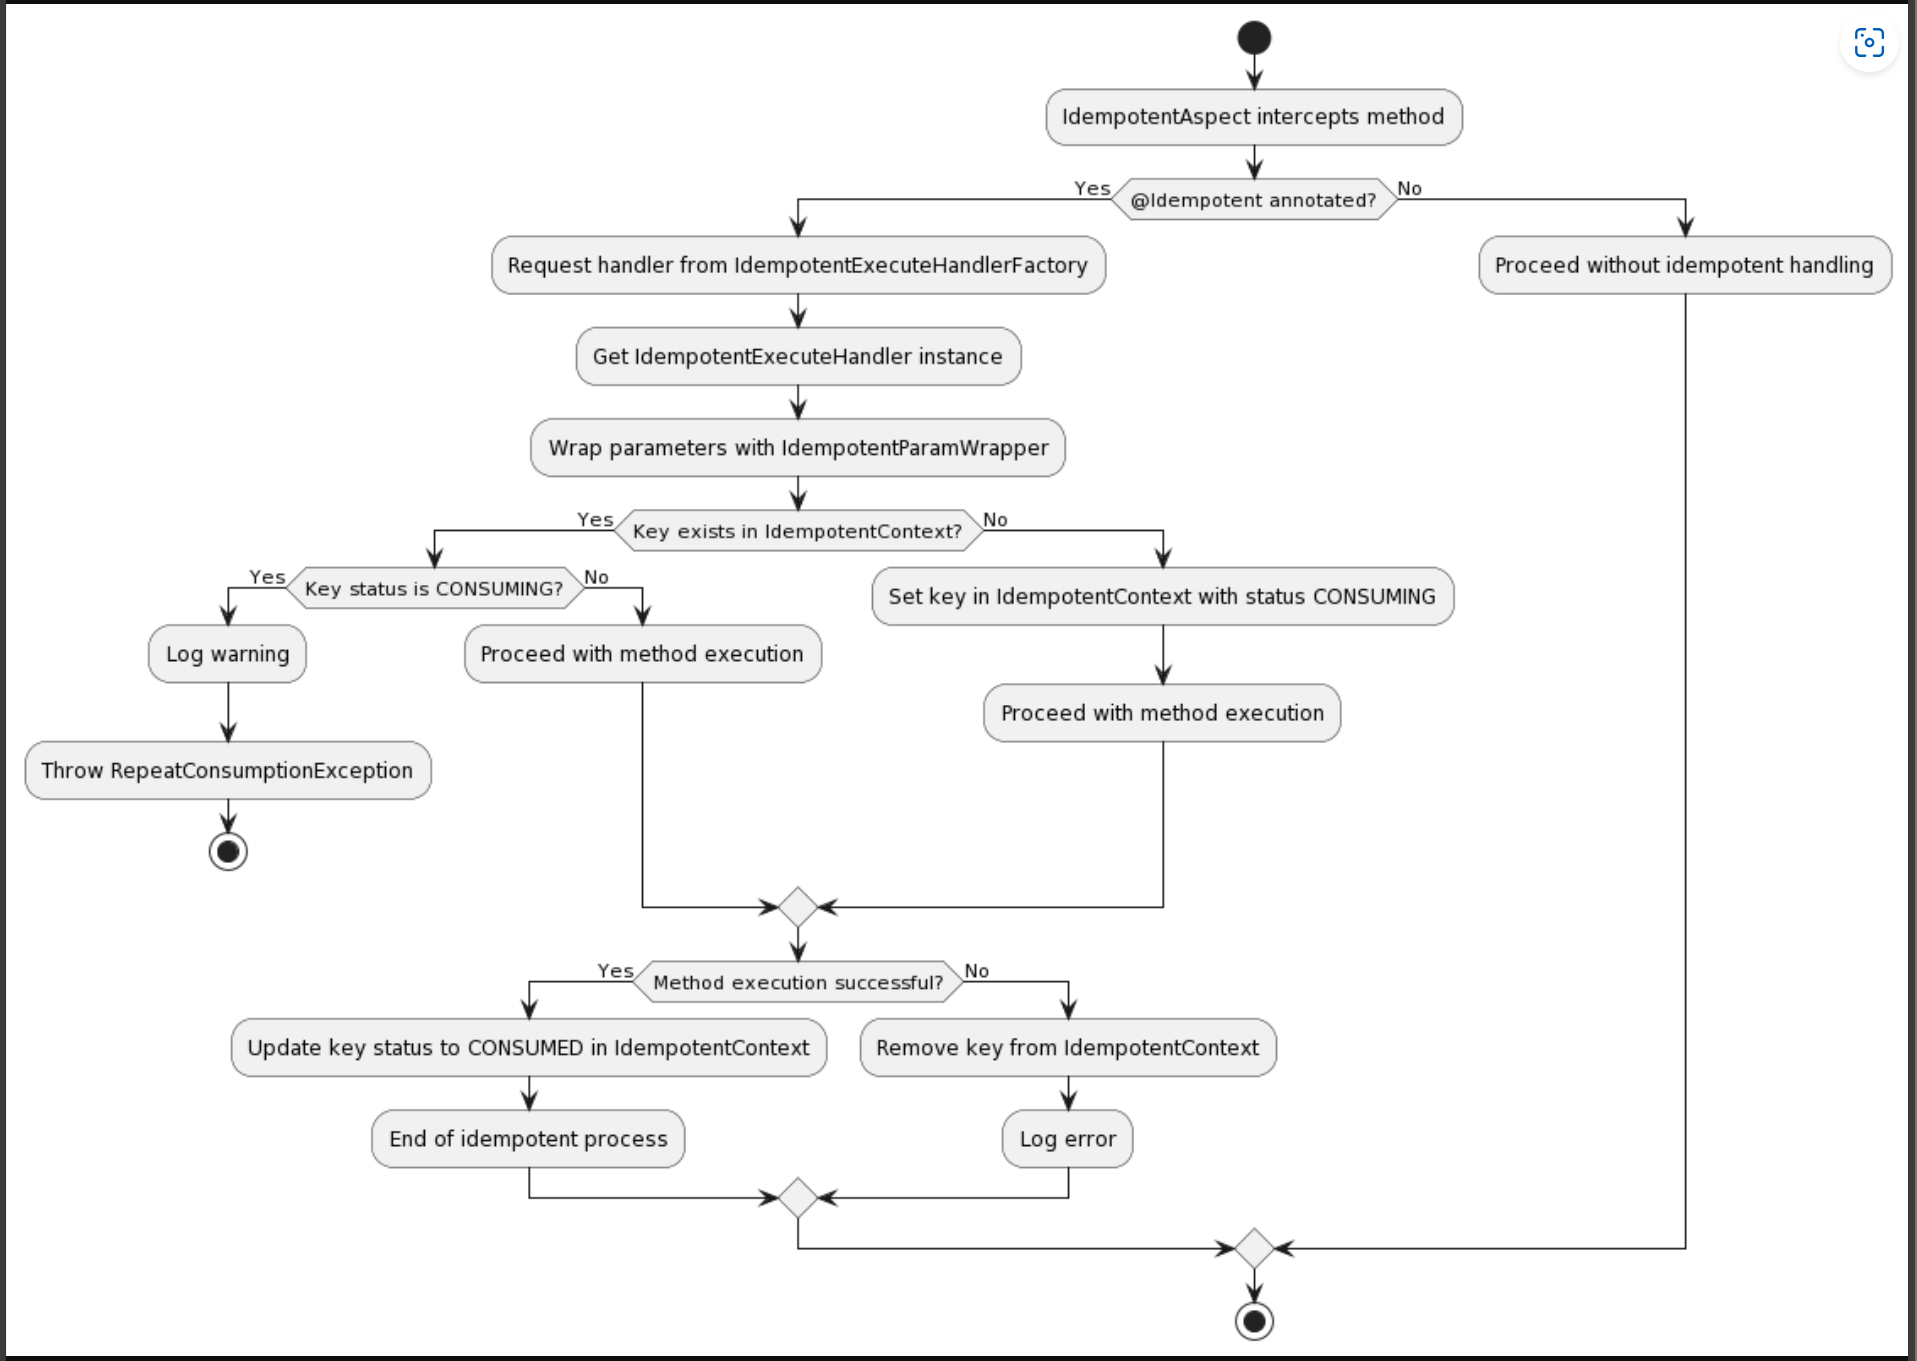 IdempotentAspect intercepts method
Yes
@Idempotent annotated?
No
Request handler from IdempotentExecuteHandlerFactory
Proceed without idempotent handling
Get IdempotentExecuteHandler instance
Wrap parameters with IdempotentParamWrapper
Yes
Key exists in IdempotentContext?
No
Yes
Key status is CONSUMING?
No
Set key in IdempotentContext with status CONSUMING
Log warning
Proceed with method execution
Proceed with method execution
Throw RepeatConsumptionException
Yes
Method execution successful?
No
Update key status to CONSUMED in IdempotentContext
Remove key from IdempotentContext
End of idempotent process
Log error